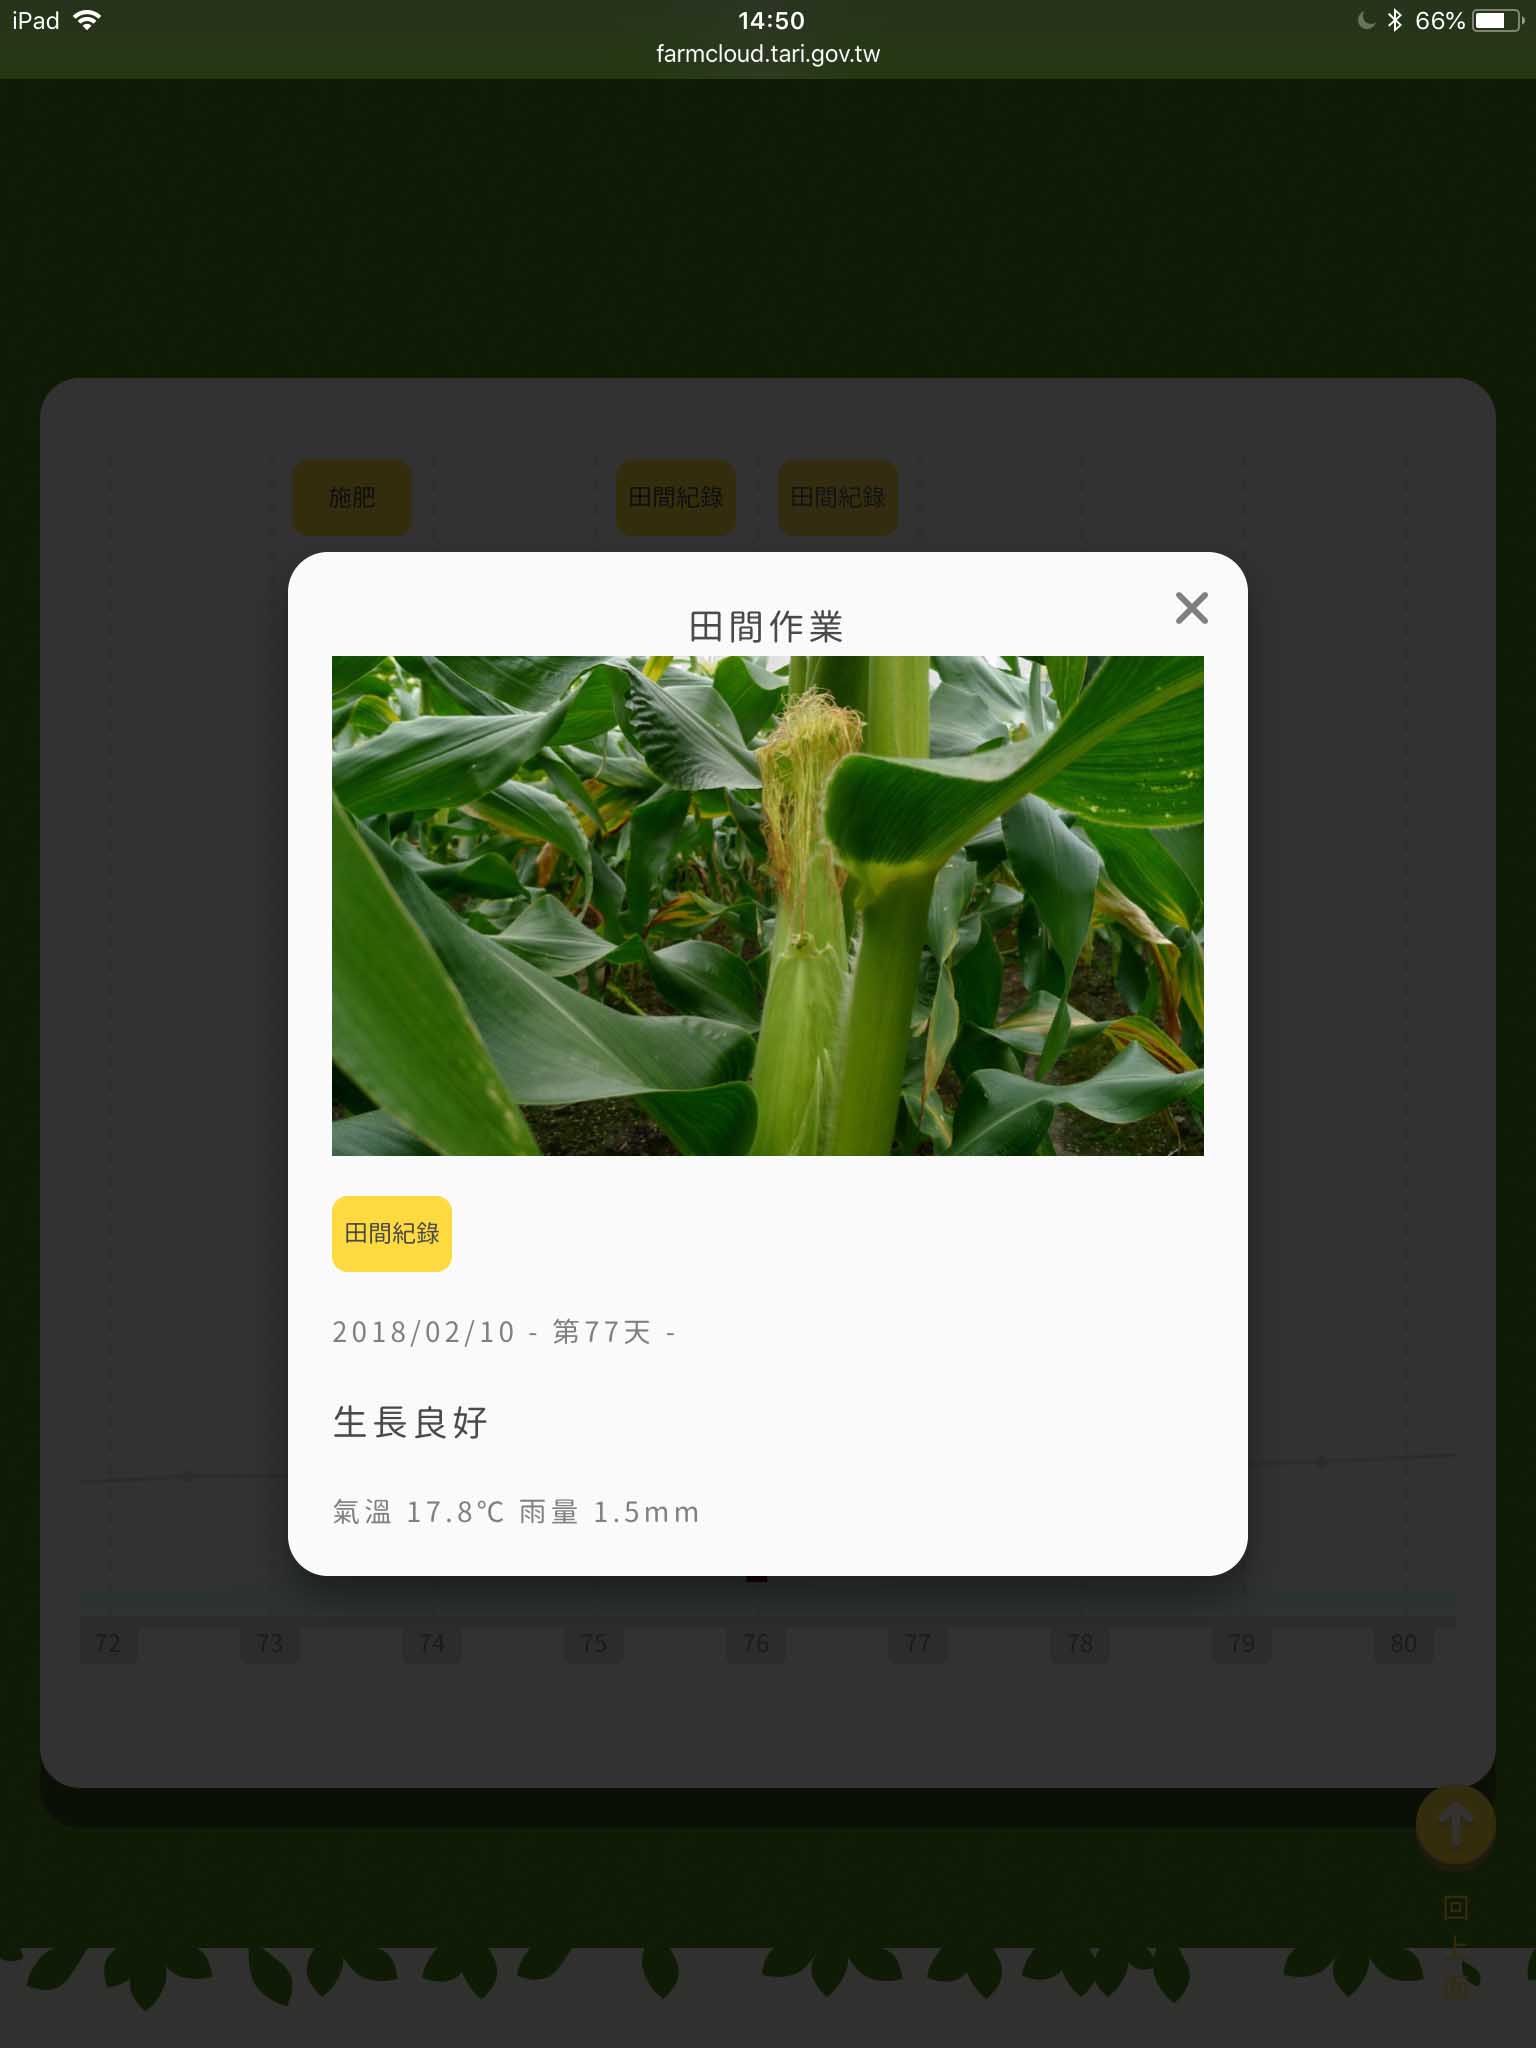 iPad 14:50 66%
farmcloud.tari.gov.tw
施肥 田間紀錄 田間紀錄
田間作業
田間紀錄
2018/02/10 - 第77天 -
生長良好
氣溫 17.8°C 雨量 1.5mm
72 73 74 75 76 77 78 79 80
回
上
面